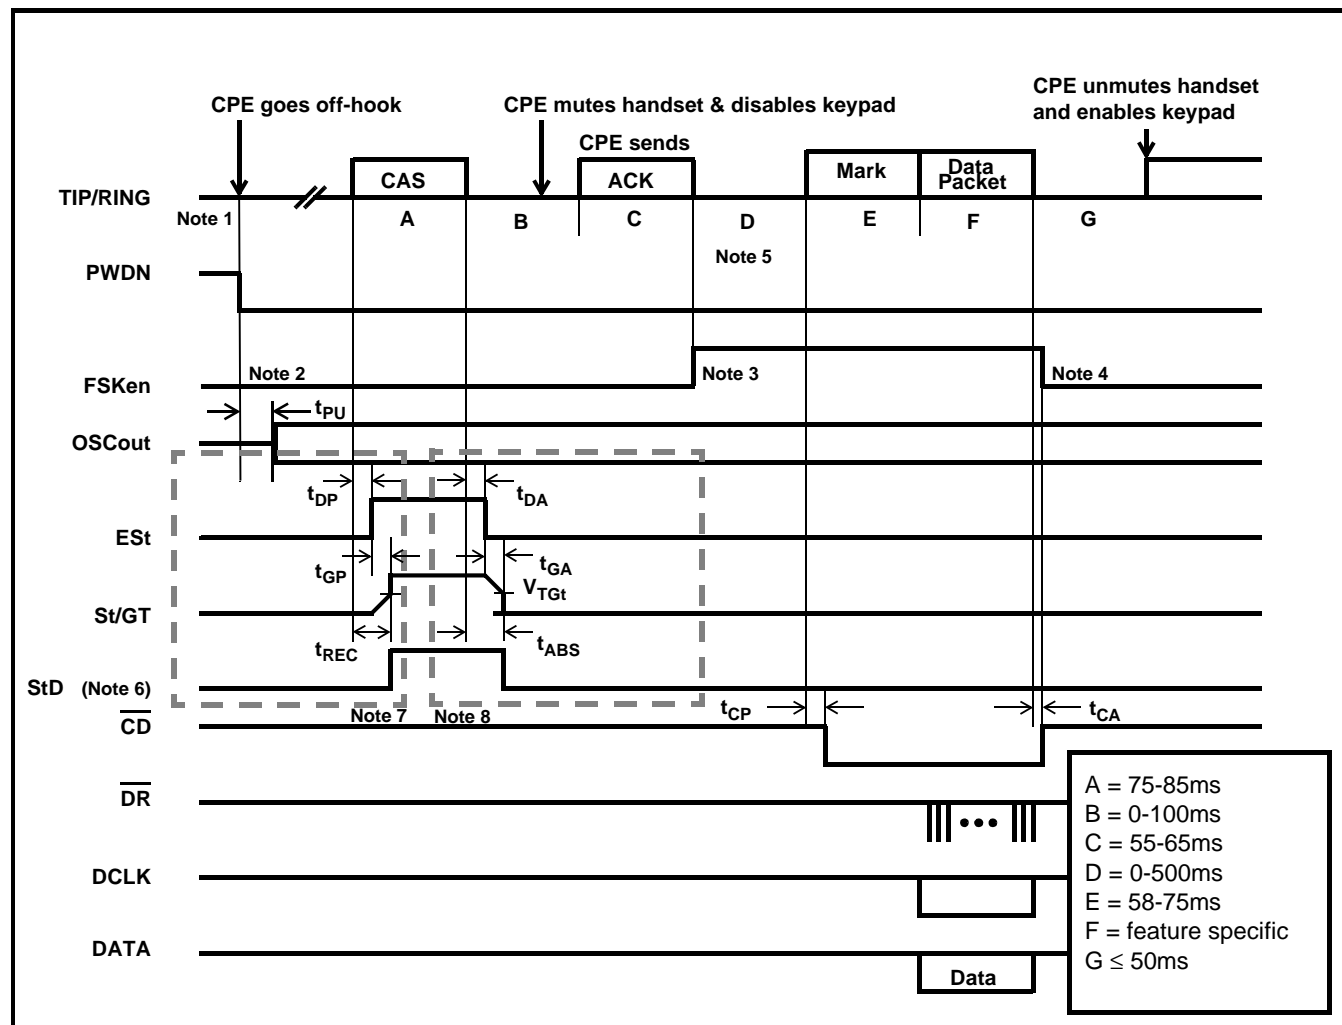 CPE goes off-hook
CPE mutes handset & disables keypad
CPE unmutes handset
and enables keypad
CPE sends
TIP/RING
CAS
ACK
Mark
Data
Packet
Note 1
A
B
C
D
E
F
G
Note 5
PWDN
FSKen
Note 2
Note 3
Note 4
tPU
OSCout
tDP
tDA
ESt
tGP
tGA
VTGt
St/GT
tREC
tABS
StD (Note 6)
Note 7
Note 8
tCP
tCA
CD
DR
•••
DCLK
DATA
Data
A = 75-85ms
B = 0-100ms
C = 55-65ms
D = 0-500ms
E = 58-75ms
F = feature specific
G ≤ 50ms